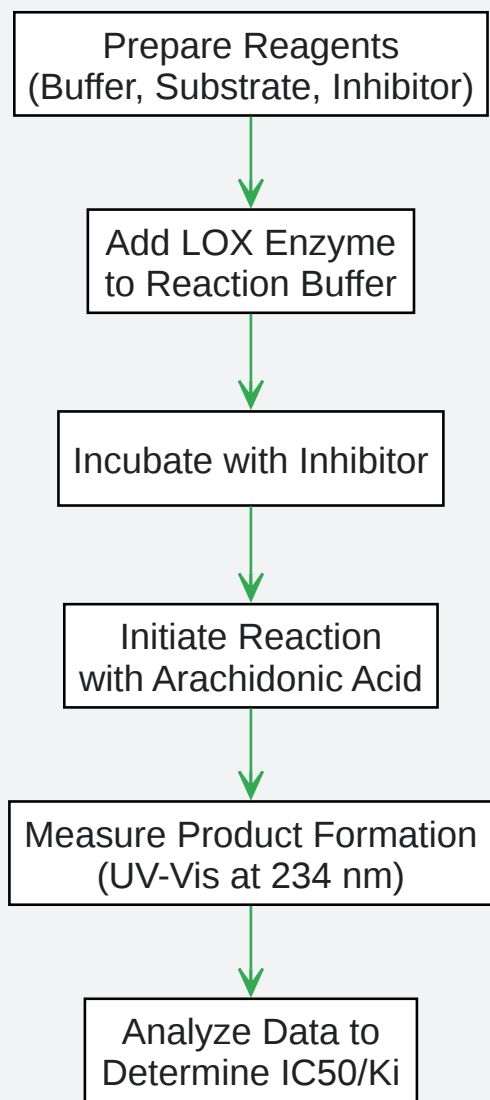 Prepare Reagents
(Buffer, Substrate, Inhibitor)
Add LOX Enzyme
to Reaction Buffer
Incubate with Inhibitor
Initiate Reaction
with Arachidonic Acid
Measure Product Formation
(UV-Vis at 234 nm)
Analyze Data to
Determine IC50/Ki